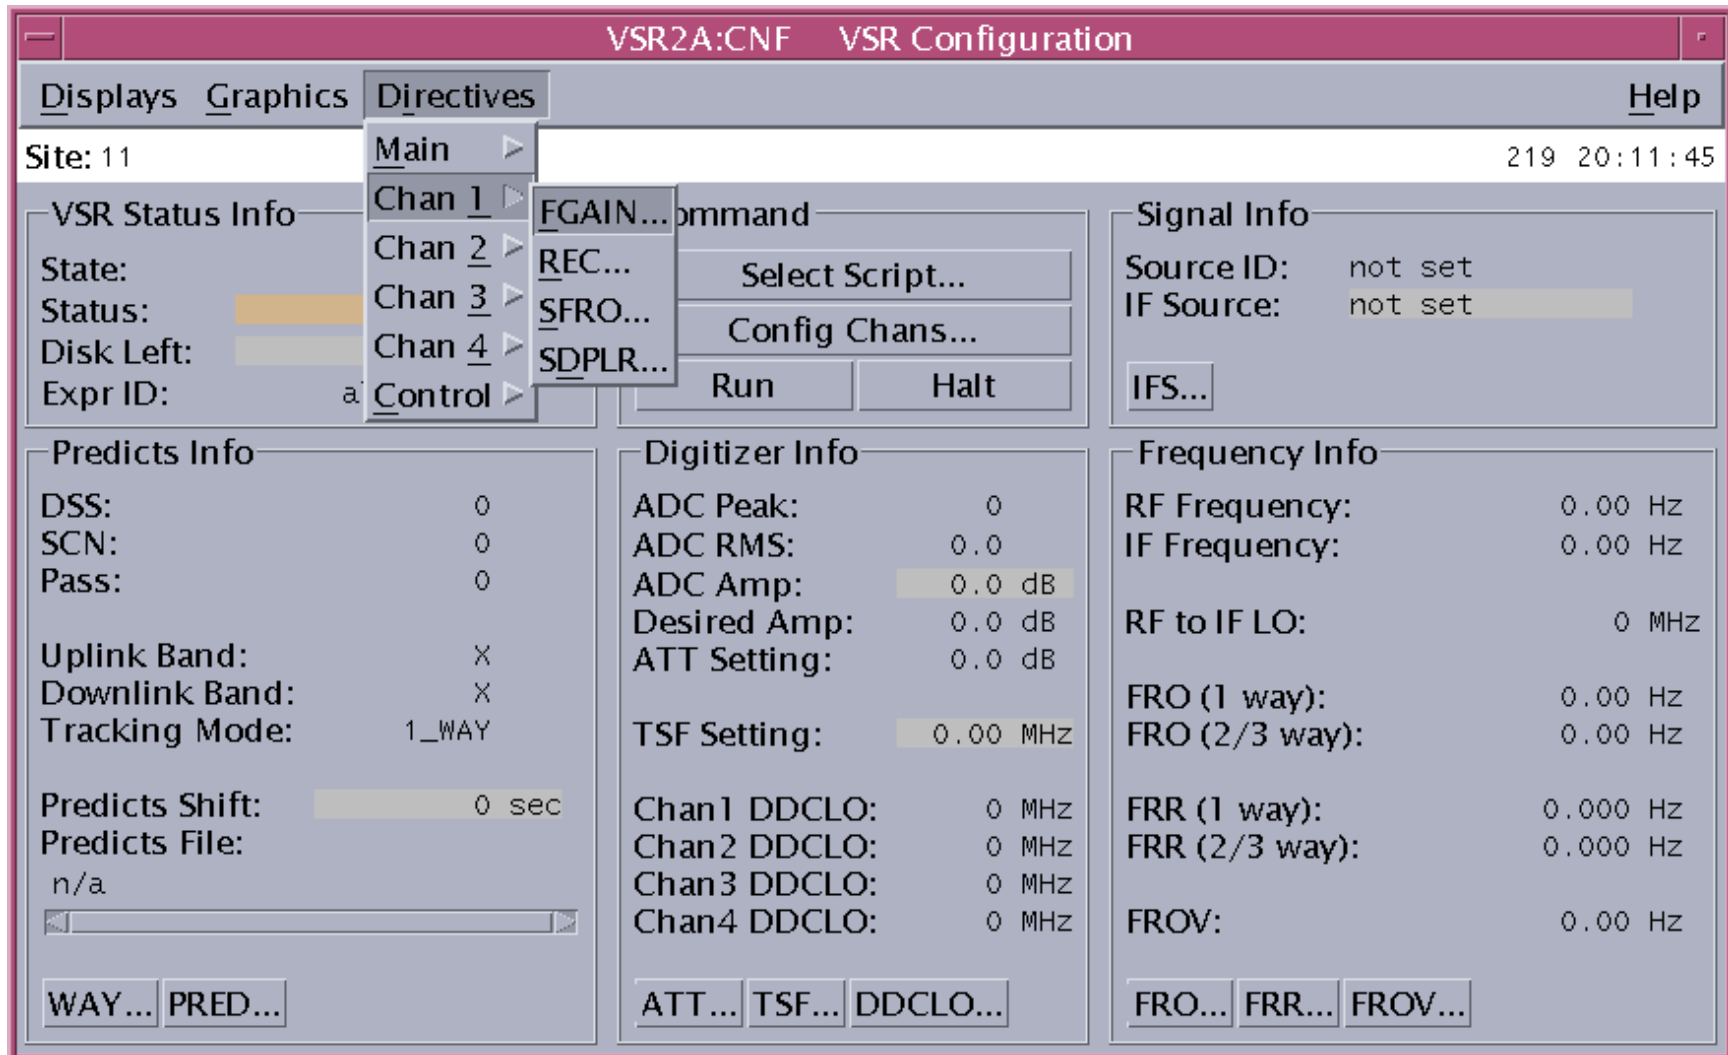 VSR2A:CNF VSR Configuration
Displays Graphics Directives Help
Site: 11 219 20:11:45
Main
Chan 1
Chan 2
Chan 3
Chan 4
Control
FGAIN...
REC...
SFRO...
SDPLR...
VSR Status Info
State:
Status:
Disk Left:
Expr ID:
Select Script...
Config Chans...
Run Halt
Signal Info
Source ID: not set
IF Source: not set
IFS...
Predicts Info
DSS: 0
SCN: 0
Pass: 0
Uplink Band: X
Downlink Band: X
Tracking Mode: 1_WAY
Predicts Shift: 0 sec
Predicts File:
n/a
WAY... PRED...
Digitizer Info
ADC Peak: 0
ADC RMS: 0.0
ADC Amp: 0.0 dB
Desired Amp: 0.0 dB
ATT Setting: 0.0 dB
TSF Setting: 0.00 MHz
Chan1 DDCLO: 0 MHz
Chan2 DDCLO: 0 MHz
Chan3 DDCLO: 0 MHz
Chan4 DDCLO: 0 MHz
ATT... TSF... DDCLO...
Frequency Info
RF Frequency: 0.00 Hz
IF Frequency: 0.00 Hz
RF to IF LO: 0 MHz
FRO (1 way): 0.00 Hz
FRO (2/3 way): 0.00 Hz
FRR (1 way): 0.000 Hz
FRR (2/3 way): 0.000 Hz
FROV: 0.00 Hz
FRO... FRR... FROV...